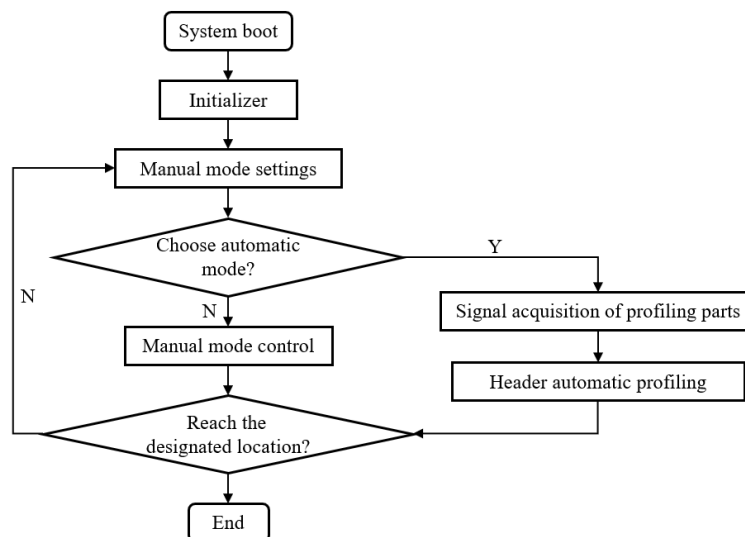 System boot
Initializer
Manual mode settings
Choose automatic
mode?
Y
N
N
Signal acquisition of profiling parts
Manual mode control
Header automatic profiling
Reach the
designated location?
End